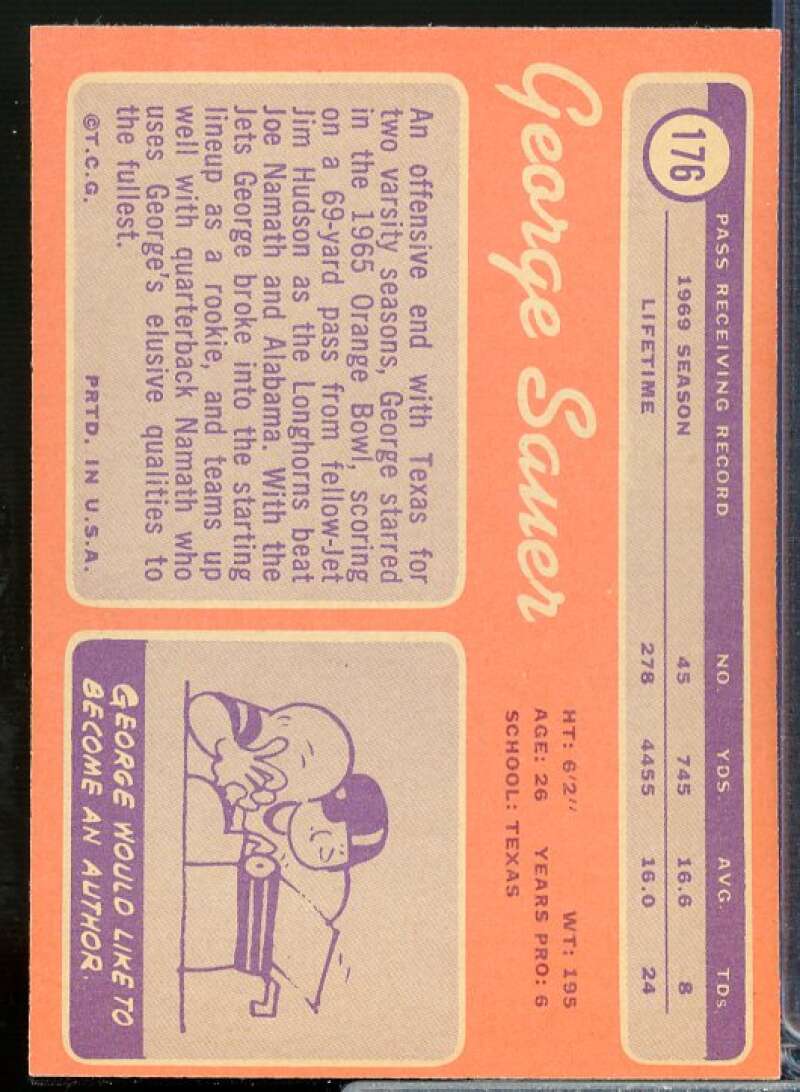 176
PASS RECEIVING RECORD NO. YDS. AVG. TDs
1969 SEASON 45 745 16.6 8
LIFETIME 278 4455 16.0 24
George Sauer
HT: 6'2" WT: 195
AGE: 26 YEARS PRO: 6
SCHOOL: TEXAS
An offensive end with Texas for
two varsity seasons, George starred
in the 1965 Orange Bowl, scoring
on a 69-yard pass from fellow-Jet
Jim Hudson as the Longhorns beat
Joe Namath and Alabama. With the
Jets George broke into the starting
lineup as a rookie, and teams up
well with quarterback Namath who
uses George's elusive qualities to
the fullest.
©T.C.G. PRTD. IN U.S.A.
GEORGE WOULD LIKE TO
BECOME AN AUTHOR.